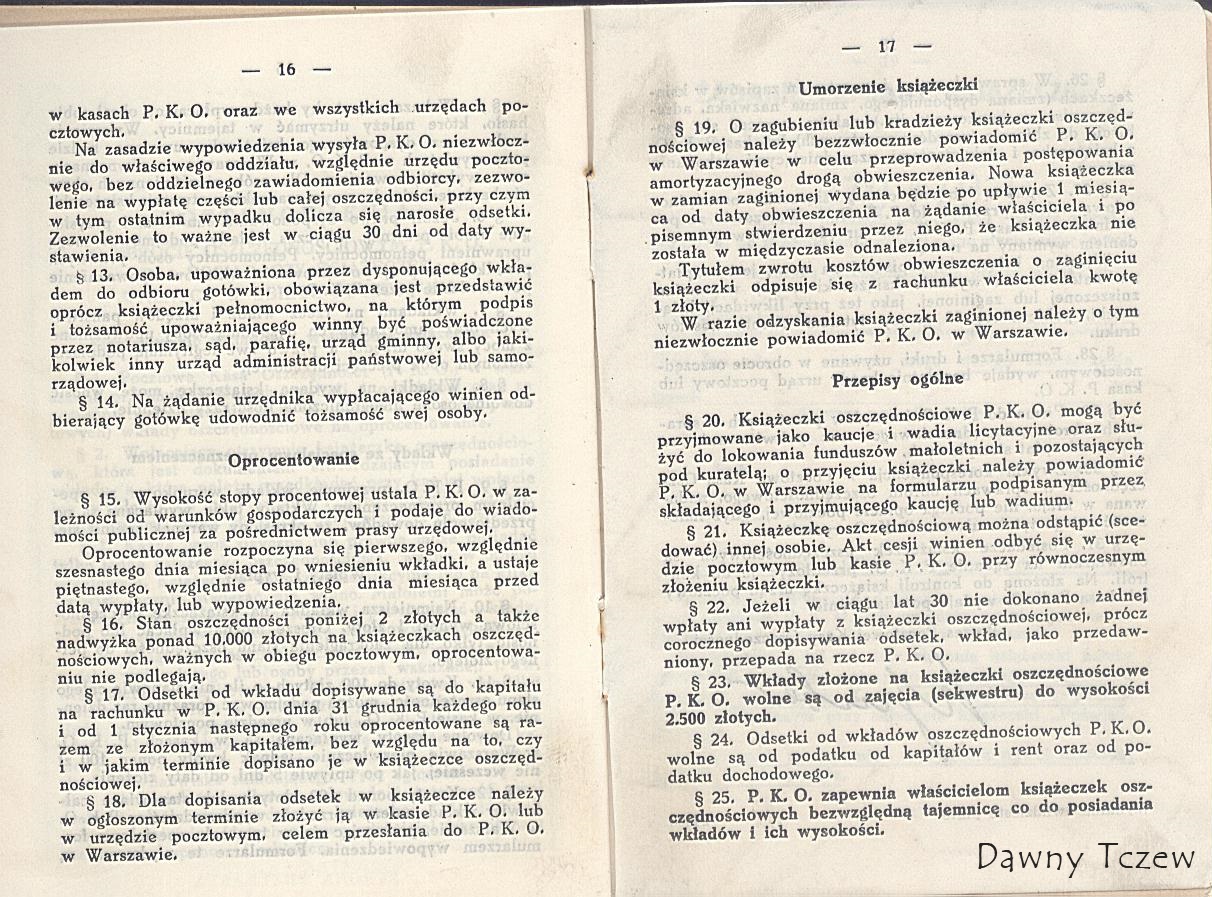 — 16 —
w kasach P. K. O. oraz we wszystkich urzędach po-
cztowych.
Na zasadzie wypowiedzenia wysyła P. K. O. niezwłocz-
nie do właściwego oddziału, względnie urzędu poczto-
wego, bez oddzielnego zawiadomienia odbiorcy, zezwo-
lenie na wypłatę części lub całej oszczędności, przy czym
w tym ostatnim wypadku dolicza się narosłe odsetki.
Zezwolenie to ważne jest w ciągu 30 dni od daty wy-
stawienia.
§ 13. Osoba, upoważniona przez dysponującego wkła-
dem do odbioru gotówki, obowiązana jest przedstawić
oprócz książeczki pełnomocnictwo, na którym podpis
i tożsamość upoważniającego winny być poświadczone
przez notariusza, sąd, parafię, urząd gminny, albo jaki-
kolwiek inny urząd administracji państwowej lub samo-
rządowej.
§ 14. Na żądanie urzędnika wypłacającego winien od-
bierający gotówkę udowodnić tożsamość swej osoby.
Oprocentowanie
§ 15. Wysokość stopy procentowej ustala P. K. O. w za-
leżności od warunków gospodarczych i podaje do wiado-
mości publicznej za pośrednictwem prasy urzędowej.
Oprocentowanie rozpoczyna się pierwszego, względnie
szesnastego dnia miesiąca po wniesieniu wkładki, a ustaje
piętnastego, względnie ostatniego dnia miesiąca przed
datą wypłaty, lub wypowiedzenia.
§ 16. Stan oszczędności poniżej 2 złotych a także
nadwyżka ponad 10.000 złotych na książeczkach oszczęd-
nościowych, ważnych w obiegu pocztowym, oprocentowa-
niu nie podlegają.
§ 17. Odsetki od wkładu dopisywane są do kapitału
na rachunku w P. K. O. dnia 31 grudnia każdego roku
i od 1 stycznia następnego roku oprocentowane są ra-
zem ze złożonym kapitałem, bez względu na to, czy
i w jakim terminie dopisano je w książeczce oszczęd-
nościowej.
§ 18. Dla dopisania odsetek w książeczce należy
w ogłoszonym terminie złożyć ją w kasie P. K. O. lub
w urzędzie pocztowym, celem przesłania do P. K. O.
w Warszawie.
— 17 —
Umorzenie książeczki
§ 19. O zagubieniu lub kradzieży książeczki oszczęd-
nościowej należy bezzwłocznie powiadomić P. K. O.
w Warszawie w celu przeprowadzenia postępowania
amortyzacyjnego drogą obwieszczenia. Nowa książeczka
w zamian zaginionej wydana będzie po upływie 1 miesią-
ca od daty obwieszczenia na żądanie właściciela i po
pisemnym stwierdzeniu przez niego, że książeczka nie
została w międzyczasie odnaleziona.
Tytułem zwrotu kosztów obwieszczenia o zaginięciu
książeczki odpisuje się z rachunku właściciela kwotę
1 złoty.
W razie odzyskania książeczki zaginionej należy o tym
niezwłocznie powiadomić P. K. O. w Warszawie.
Przepisy ogólne
§ 20. Książeczki oszczędnościowe P. K. O. mogą być
przyjmowane jako kaucje i wadia licytacyjne oraz słu-
żyć do lokowania funduszów małoletnich i pozostających
pod kuratelą; o przyjęciu książeczki należy powiadomić
P. K. O. w Warszawie na formularzu podpisanym przez
składającego i przyjmującego kaucję lub wadium.
§ 21. Książeczkę oszczędnościową można odstąpić (sce-
dować) innej osobie. Akt cesji winien odbyć się w urzę-
dzie pocztowym lub kasie P. K. O. przy równoczesnym
złożeniu książeczki.
§ 22. Jeżeli w ciągu lat 30 nie dokonano żadnej
wpłaty ani wypłaty z książeczki oszczędnościowej, prócz
corocznego dopisywania odsetek, wkład, jako przedaw-
niony, przepada na rzecz P. K. O.
§ 23. Wkłady złożone na książeczki oszczędnościowe
P. K. O. wolne są od zajęcia (sekwestru) do wysokości
2.500 złotych.
§ 24. Odsetki od wkładów oszczędnościowych P. K. O.
wolne są od podatku od kapitałów i rent oraz od po-
datku dochodowego.
§ 25. P. K. O. zapewnia właścicielom książeczek osz-
czędnościowych bezwzględną tajemnicę co do posiadania
wkładów i ich wysokości.
Dawny Tczew